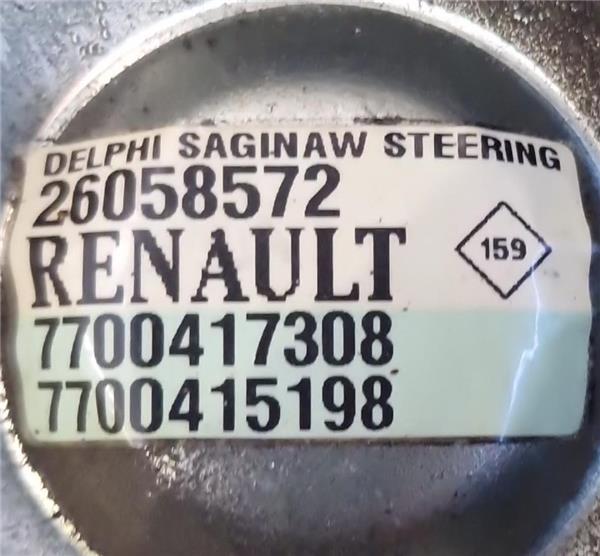 DELPHI SAGINAW STEERING
26058572
RENAULT
159
7700417308
7700415198